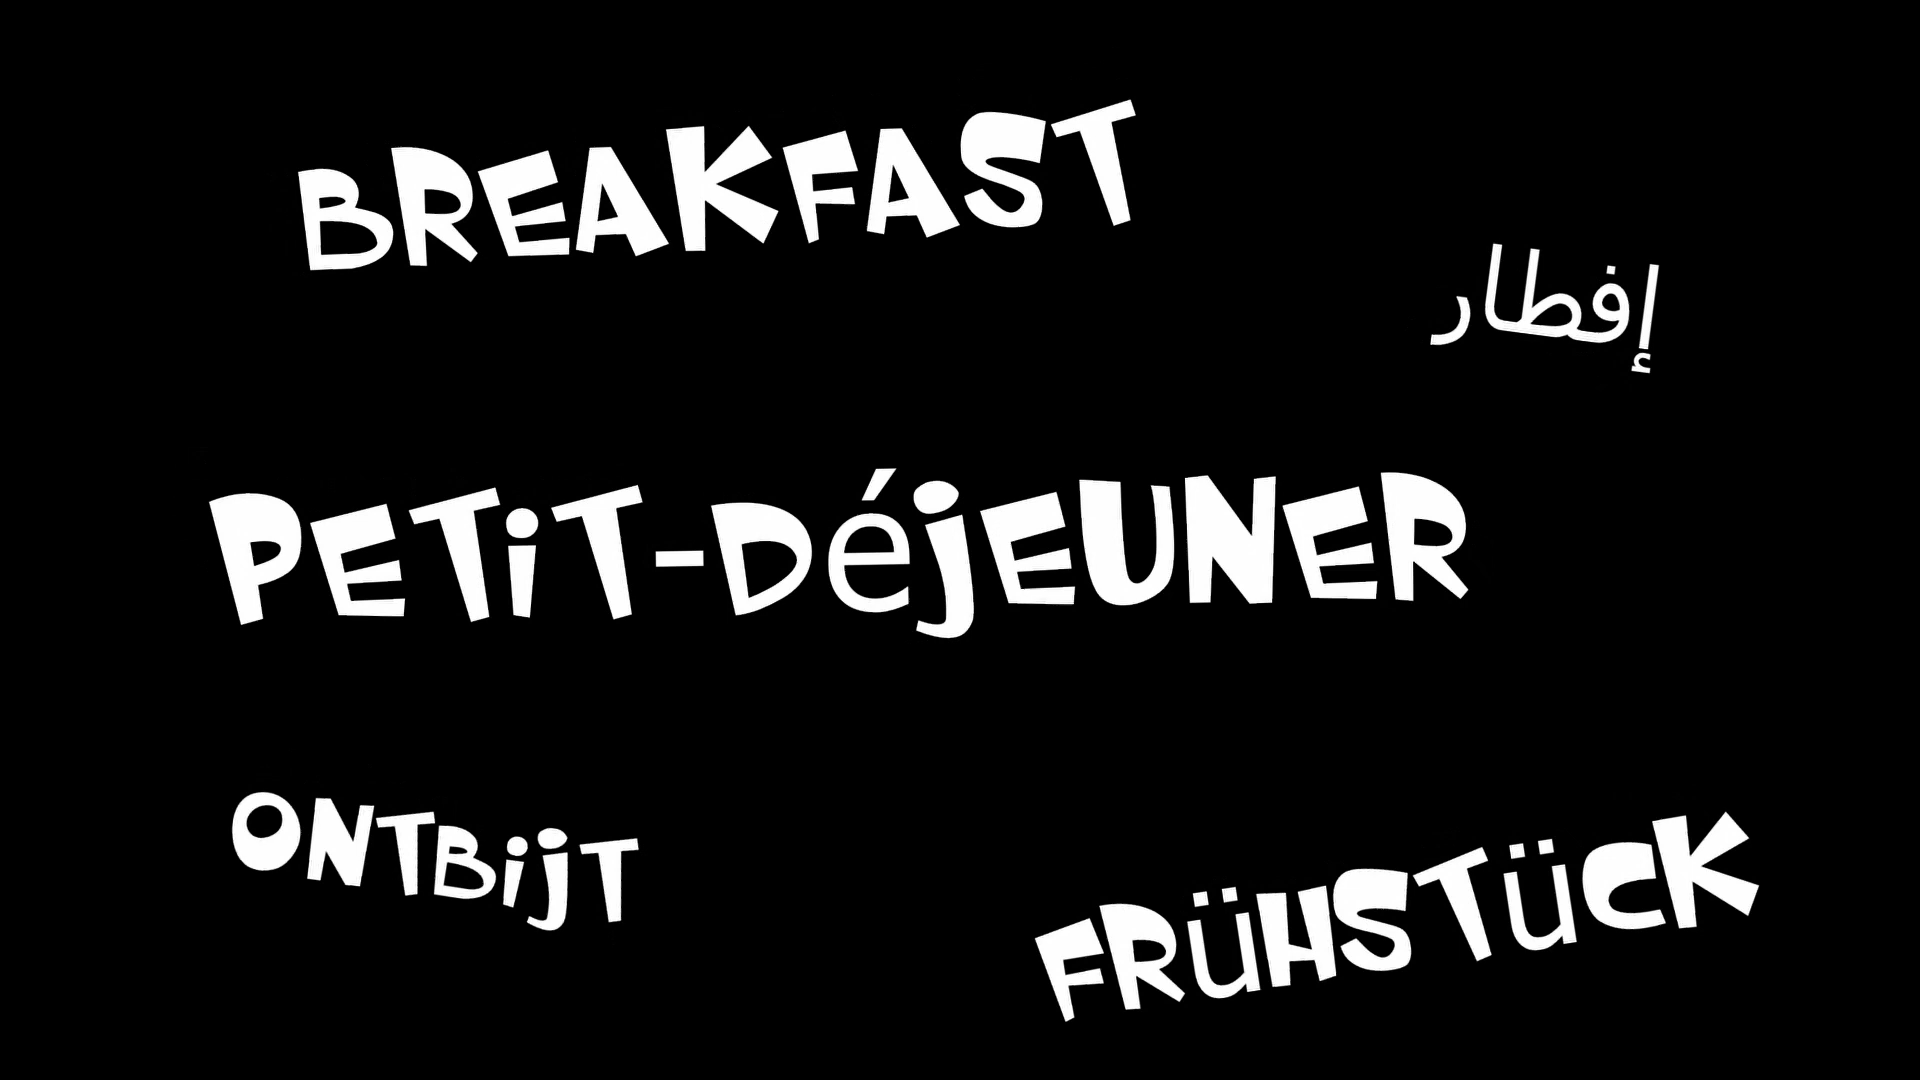 BREAKFAST
إفطار
PETiT-DéjEUNER
ONTBijT
FRüHSTüCK